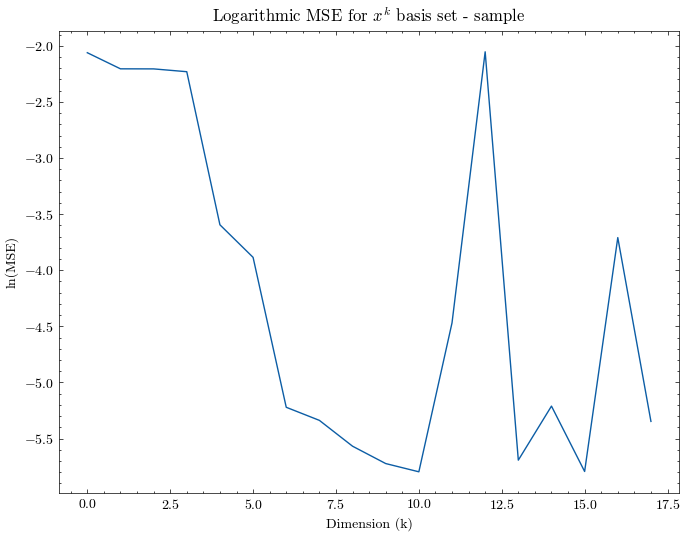 Logarithmic MSE for x^k basis set - sample
−2.0
−2.5
−3.0
−3.5
−4.0
−4.5
−5.0
−5.5
ln(MSE)
0.0 2.5 5.0 7.5 10.0 12.5 15.0 17.5
Dimension (k)